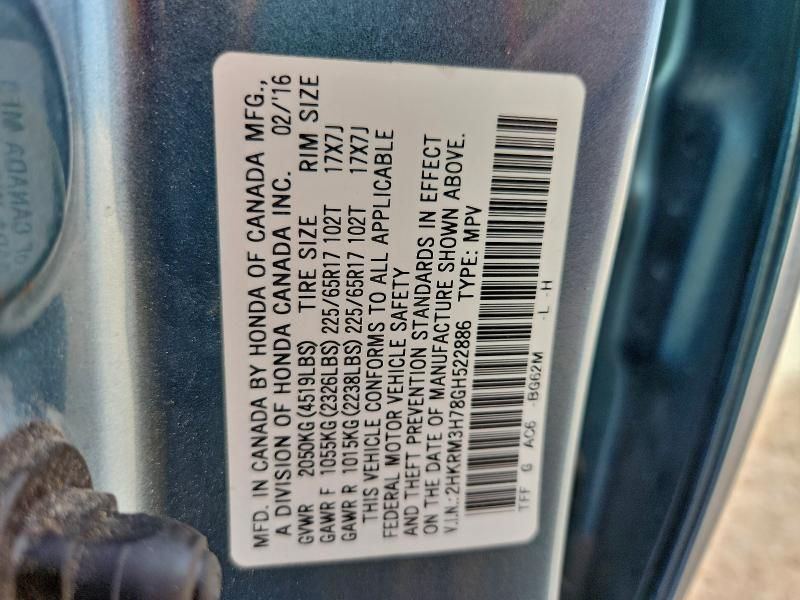 MFD. IN CANADA BY HONDA OF CANADA MFG.,
A DIVISION OF HONDA CANADA INC. 02/'16
GVWR 2050KG(4519LBS) TIRE SIZE RIM SIZE
GAWR F 1055KG(2326LBS) 225/65R17 102T 17X7J
GAWR R 1015KG(2238LBS) 225/65R17 102T 17X7J
THIS VEHICLE CONFORMS TO ALL APPLICABLE
FEDERAL MOTOR VEHICLE SAFETY
AND THEFT PREVENTION STANDARDS IN EFFECT
ON THE DATE OF MANUFACTURE SHOWN ABOVE.
V.I.N.: 2HKRM3H78GH522886 TYPE: MPV
TFF G AC6 -BG62M -L -H
CANADA